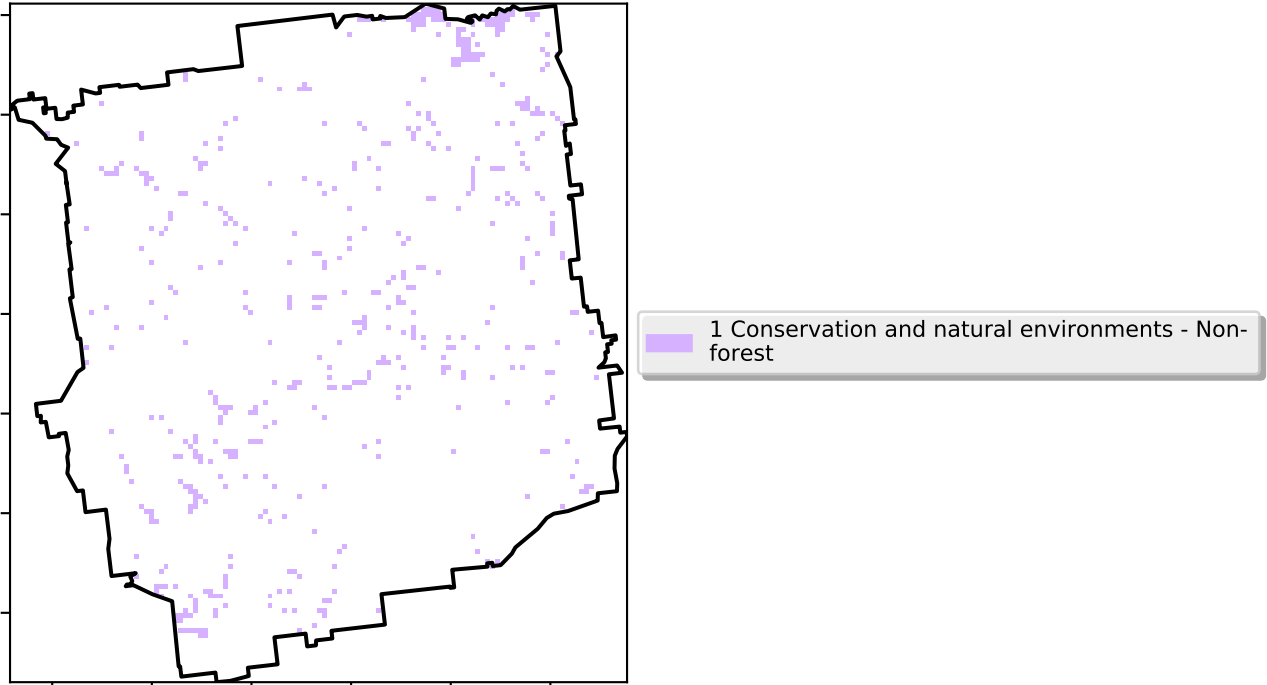 1 Conservation and natural environments - Non-
forest